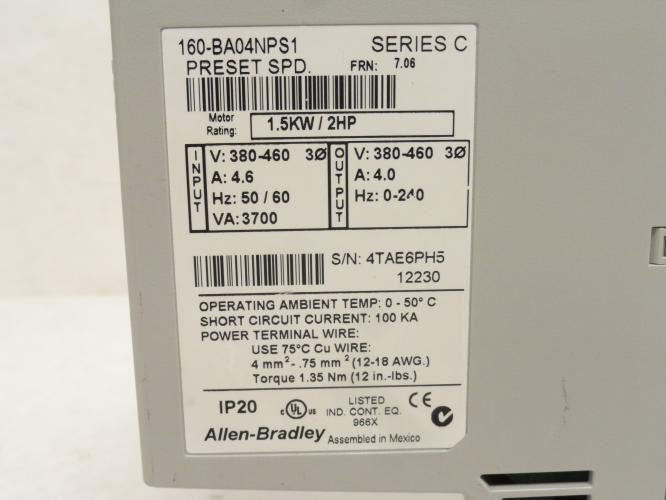 160-BA04NPS1 SERIES C
PRESET SPD. FRN: 7.06
Motor
Rating: 1.5KW / 2HP
INPUT
V: 380-460 3Ø
A: 4.6
Hz: 50 / 60
VA: 3700
OUTPUT
V: 380-460 3Ø
A: 4.0
Hz: 0-240
S/N: 4TAE6PH5
12230
OPERATING AMBIENT TEMP: 0 - 50° C
SHORT CIRCUIT CURRENT: 100 KA
POWER TERMINAL WIRE:
USE 75°C Cu WIRE:
4 mm²- .75 mm² (12-18 AWG.)
Torque 1.35 Nm (12 in.-lbs.)
IP20
c UL us
LISTED
IND. CONT. EQ.
966X
CE
Allen-Bradley Assembled in Mexico